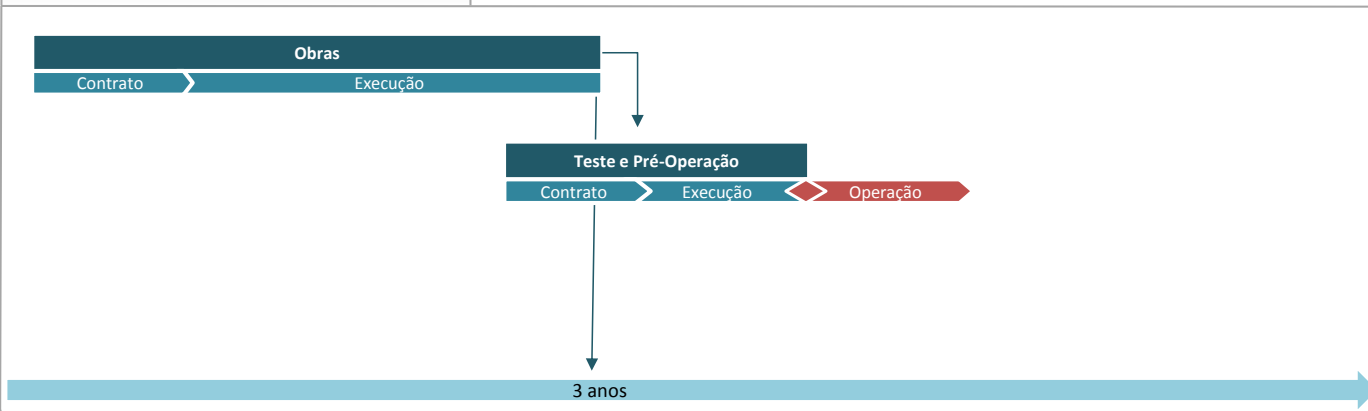 Obras
Contrato
Execução
Teste e Pré-Operação
Contrato
Execução
Operação
3 anos